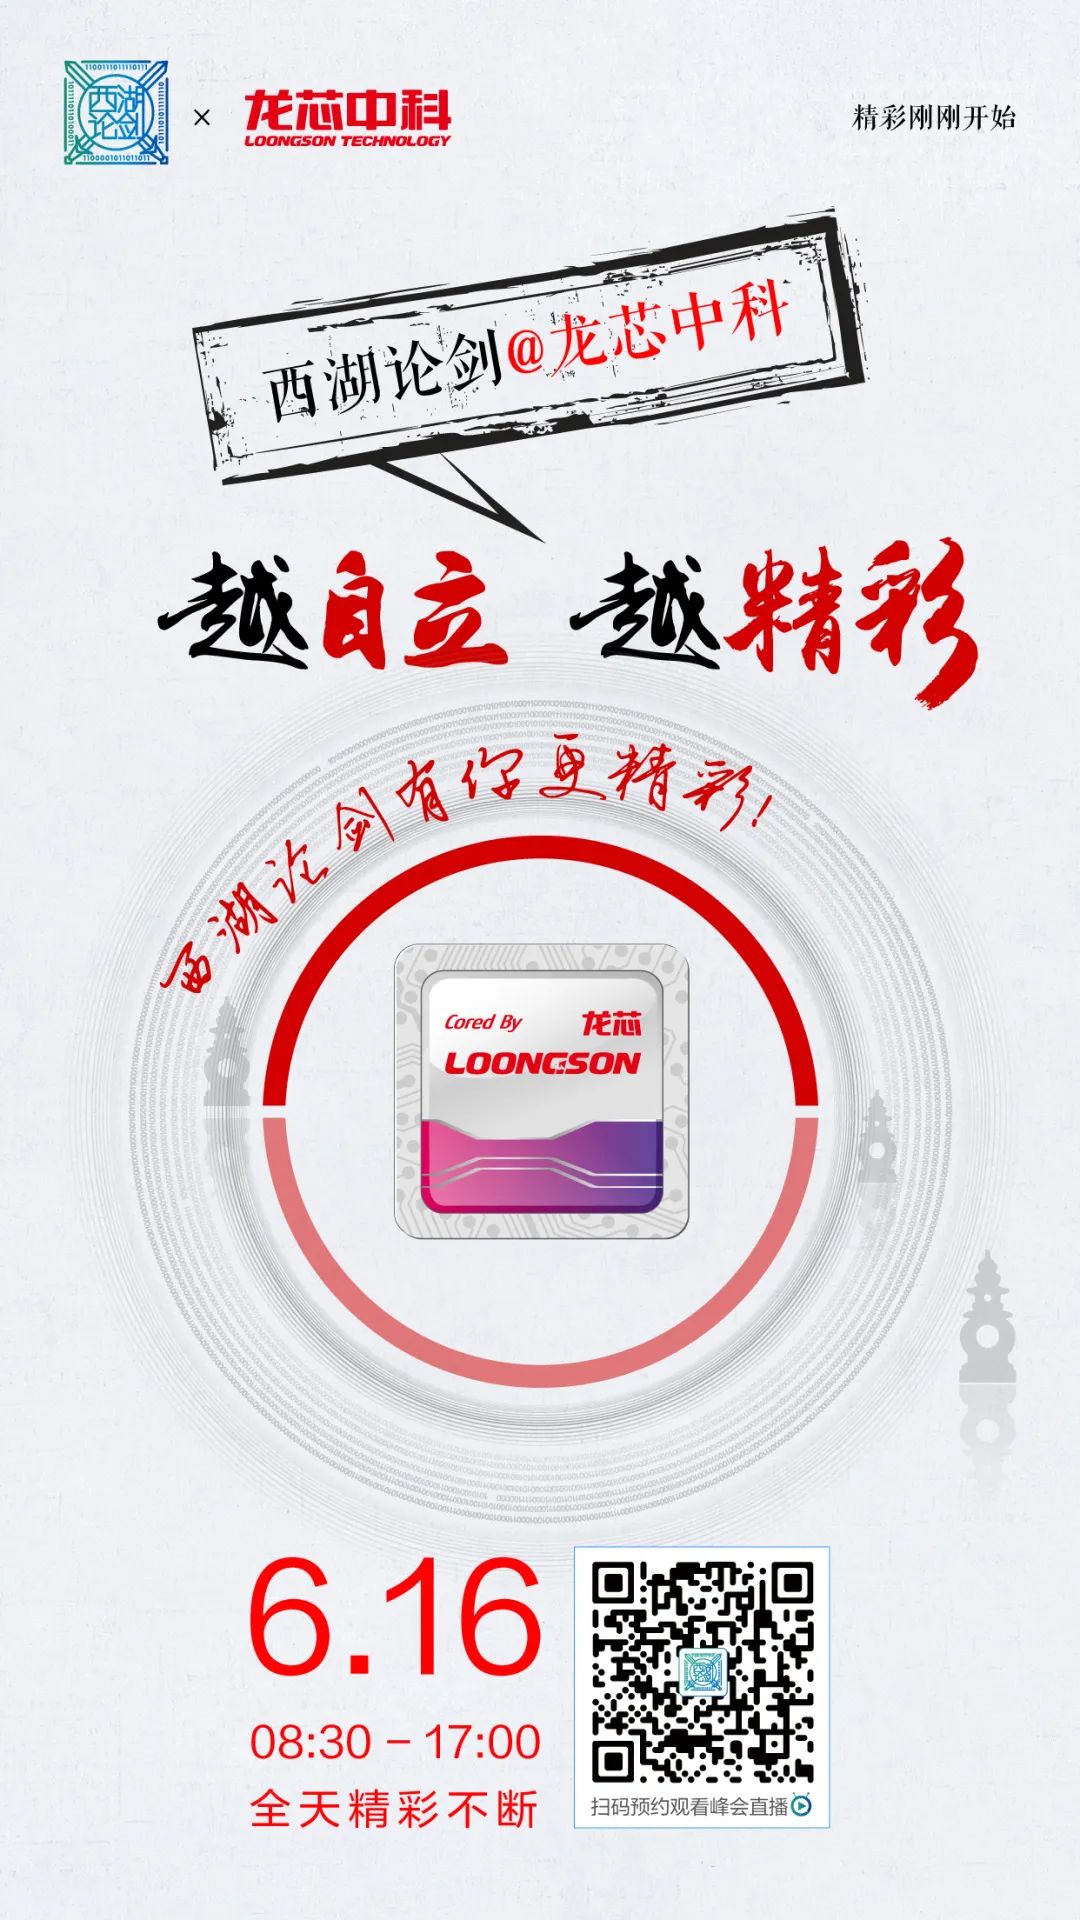 11001101110111
西湖
论剑
11000010110110​11
×
龙芯中科
LOONGSON TECHNOLOGY
精彩刚刚开始
西湖论剑@龙芯中科
越自立 越精彩
西湖论剑有你更精彩!
Cored By
龙芯
LOONGSON
6.16
08:30 – 17:00
全天精彩不断
扫码预约观看峰会直播